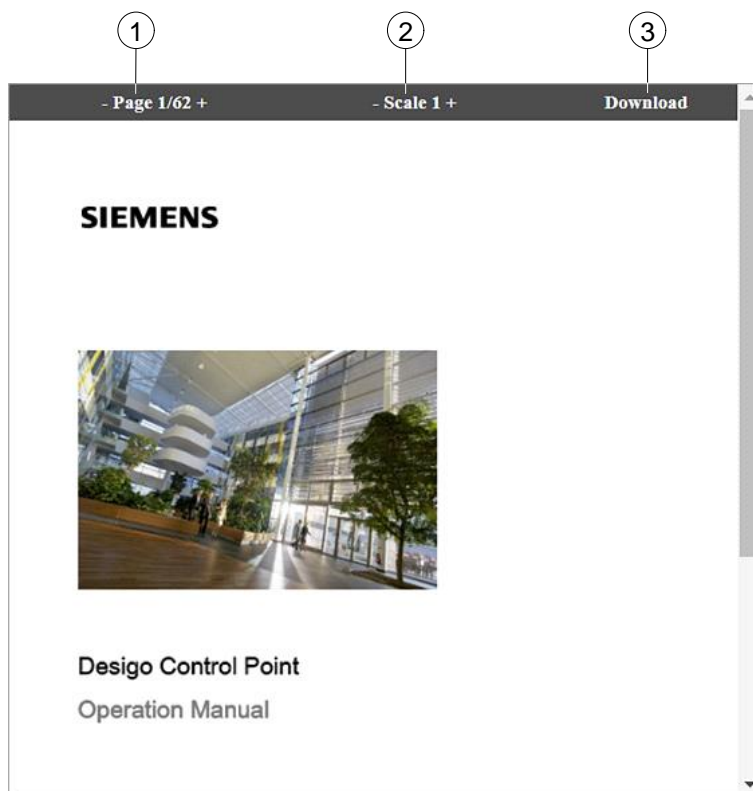 1 2 3
- Page 1/62 + - Scale 1 + Download
SIEMENS
Desigo Control Point
Operation Manual